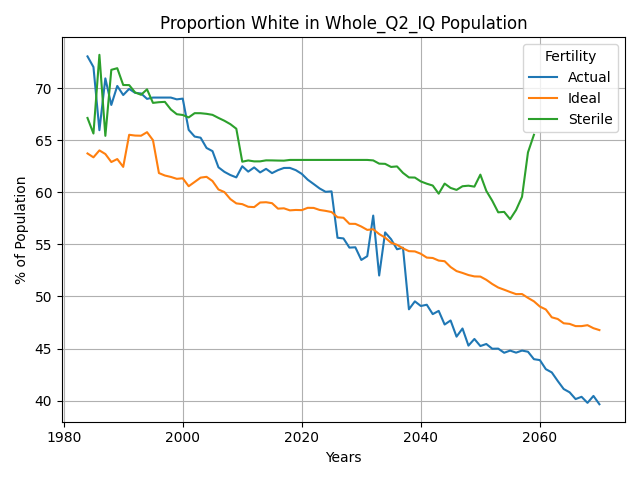 Proportion White in Whole_Q2_IQ Population
Fertility
Actual
Ideal
Sterile
% of Population
70
65
60
55
50
45
40
1980
2000
2020
2040
2060
Years